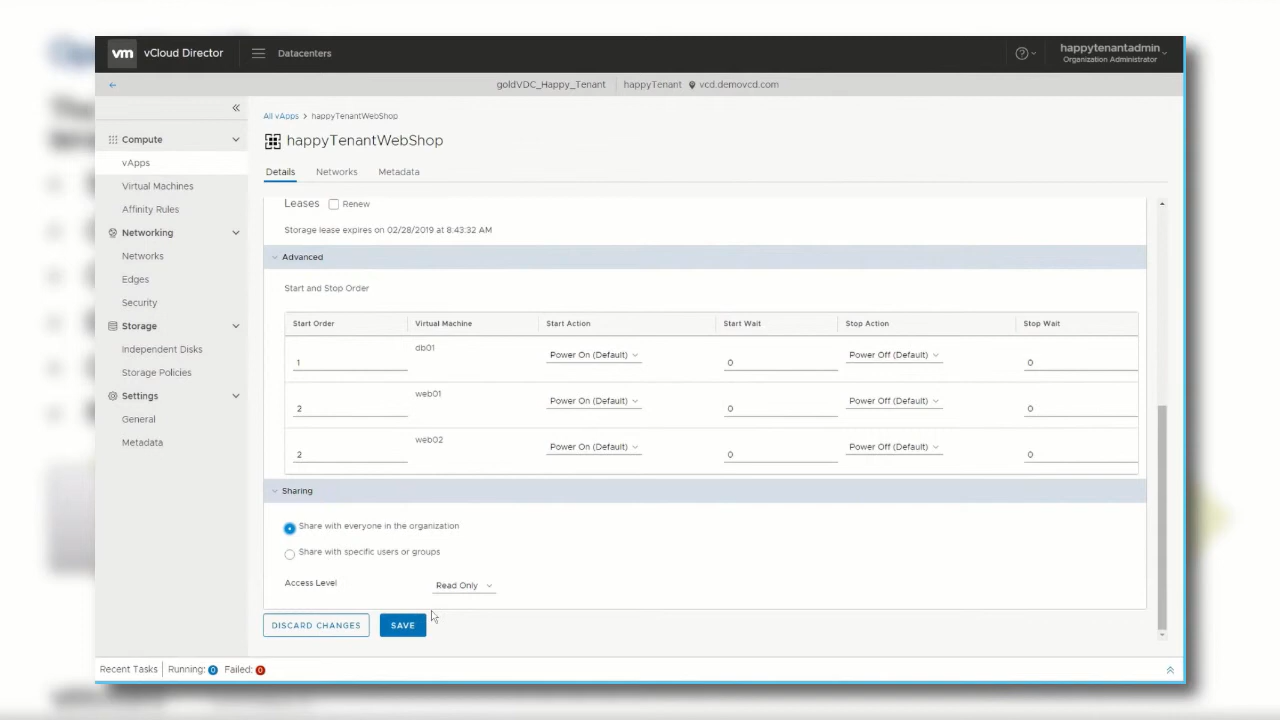 vm vCloud Director Datacenters happytenantadmin
Organization Administrator
goldVDC_Happy_Tenant happyTenant vcd.demovcd.com
Compute
vApps
Virtual Machines
Affinity Rules
Networking
Networks
Edges
Security
Storage
Independent Disks
Storage Policies
Settings
General
Metadata
All vApps > happyTenantWebShop
happyTenantWebShop
Details Networks Metadata
Leases Renew
Storage lease expires on 02/28/2019 at 8:43:32 AM
Advanced
Start and Stop Order
Start Order Virtual Machine Start Action Start Wait Stop Action Stop Wait
1 db01 Power On (Default) 0 Power Off (Default) 0
2 web01 Power On (Default) 0 Power Off (Default) 0
2 web02 Power On (Default) 0 Power Off (Default) 0
Sharing
Share with everyone in the organization
Share with specific users or groups
Access Level Read Only
DISCARD CHANGES SAVE
Recent Tasks Running: 0 Failed: 0